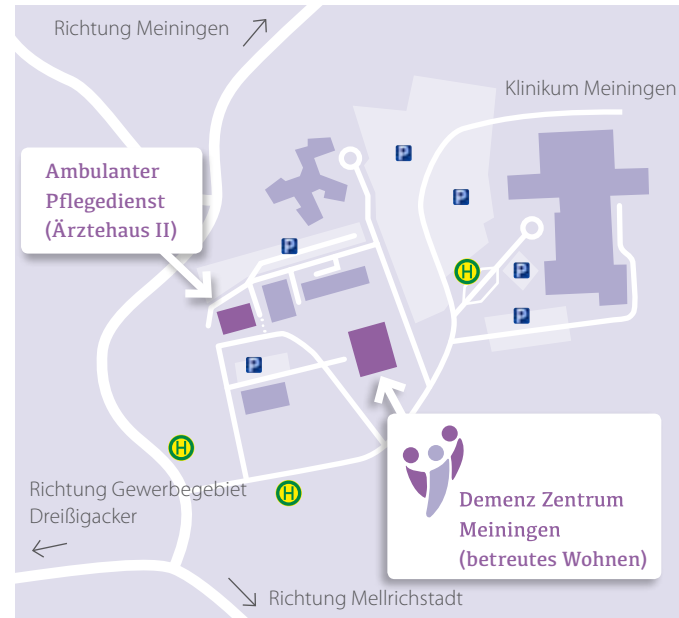 Richtung Meiningen
Klinikum Meiningen
Ambulanter
Pflegedienst
(Ärztehaus II)
P
P
P
H
P
P
P
H
H
Richtung Gewerbegebiet
Dreißigacker
Demenz Zentrum
Meiningen
(betreutes Wohnen)
Richtung Mellrichstadt